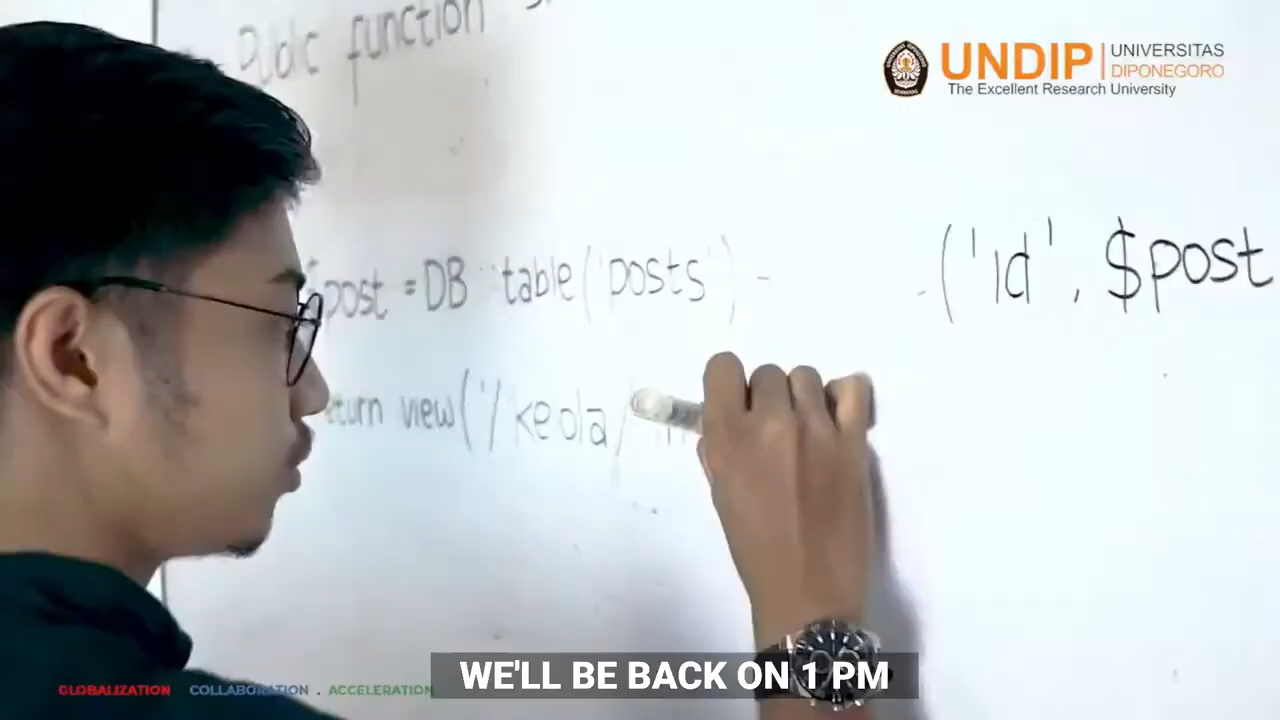 Public function
UNDIP
UNIVERSITAS
DIPONEGORO
The Excellent Research University
$post = DB::table('posts') - ('id', $post
return view('/keola/
GLOBALIZATION COLLABORATION . ACCELERATION
WE'LL BE BACK ON 1 PM